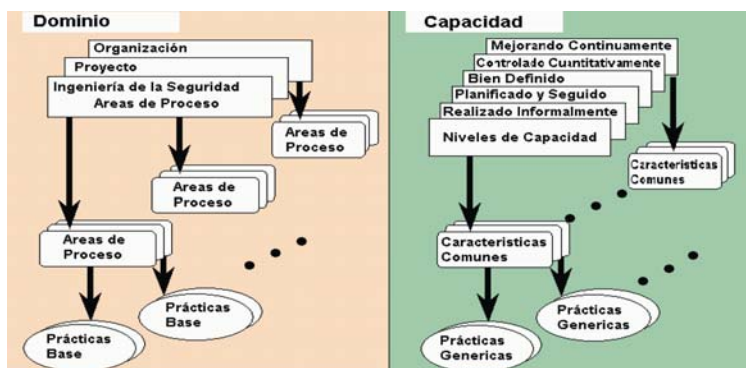 Dominio
Organización
Proyecto
Ingeniería de la Seguridad
Areas de Proceso
Areas de
Proceso
Areas de
Proceso
Areas de
Proceso
Prácticas
Base
Prácticas
Base
Capacidad
Mejorando Continuamente
Controlado Cuantitativamente
Bien Definido
Planificado y Seguido
Realizado Informalmente
Niveles de Capacidad
Caracteristicas
Comunes
Caracteristicas
Comunes
Prácticas
Genericas
Prácticas
Genericas